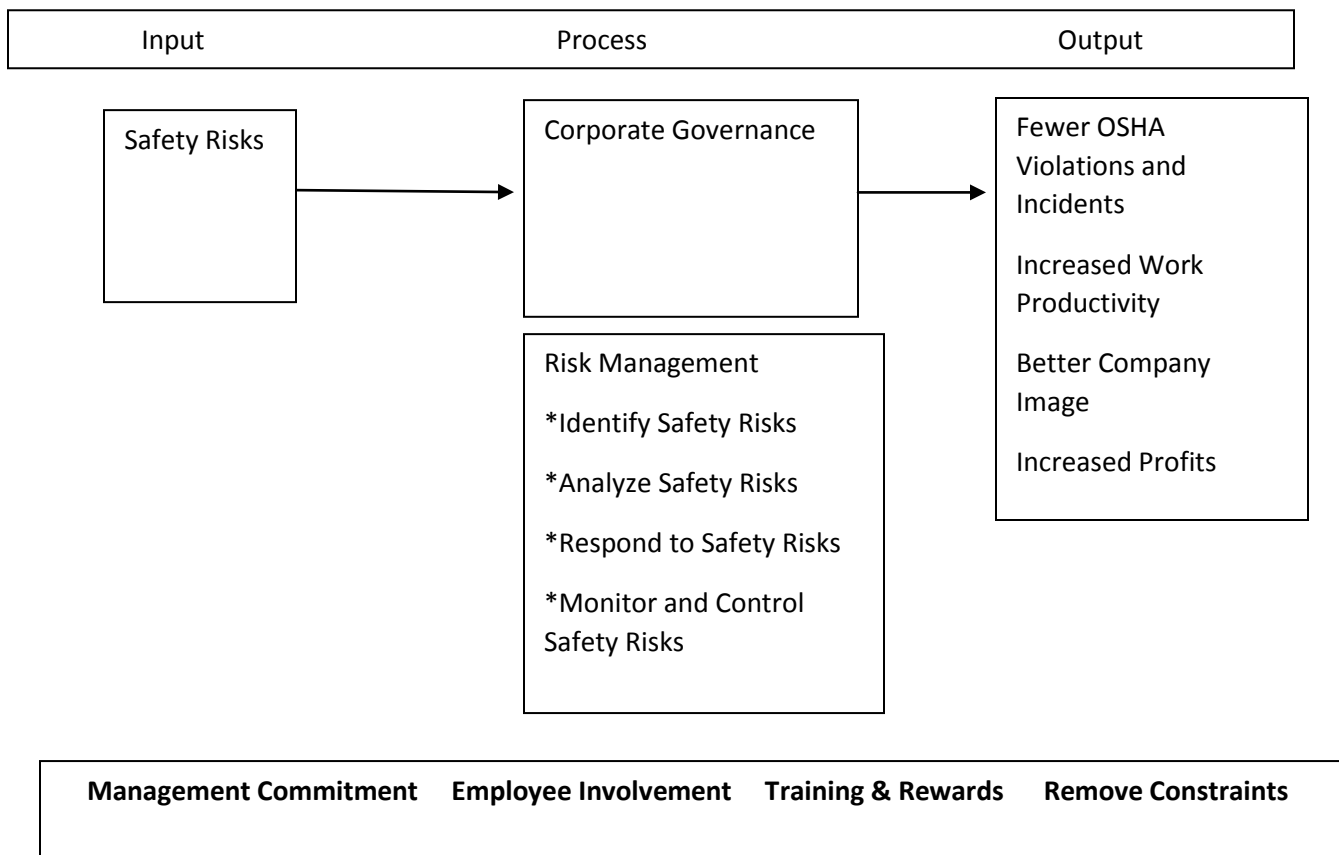 Input Process Output
Safety Risks
Corporate Governance
Risk Management
*Identify Safety Risks
*Analyze Safety Risks
*Respond to Safety Risks
*Monitor and Control
Safety Risks
Fewer OSHA
Violations and
Incidents
Increased Work
Productivity
Better Company
Image
Increased Profits
Management Commitment Employee Involvement Training & Rewards Remove Constraints